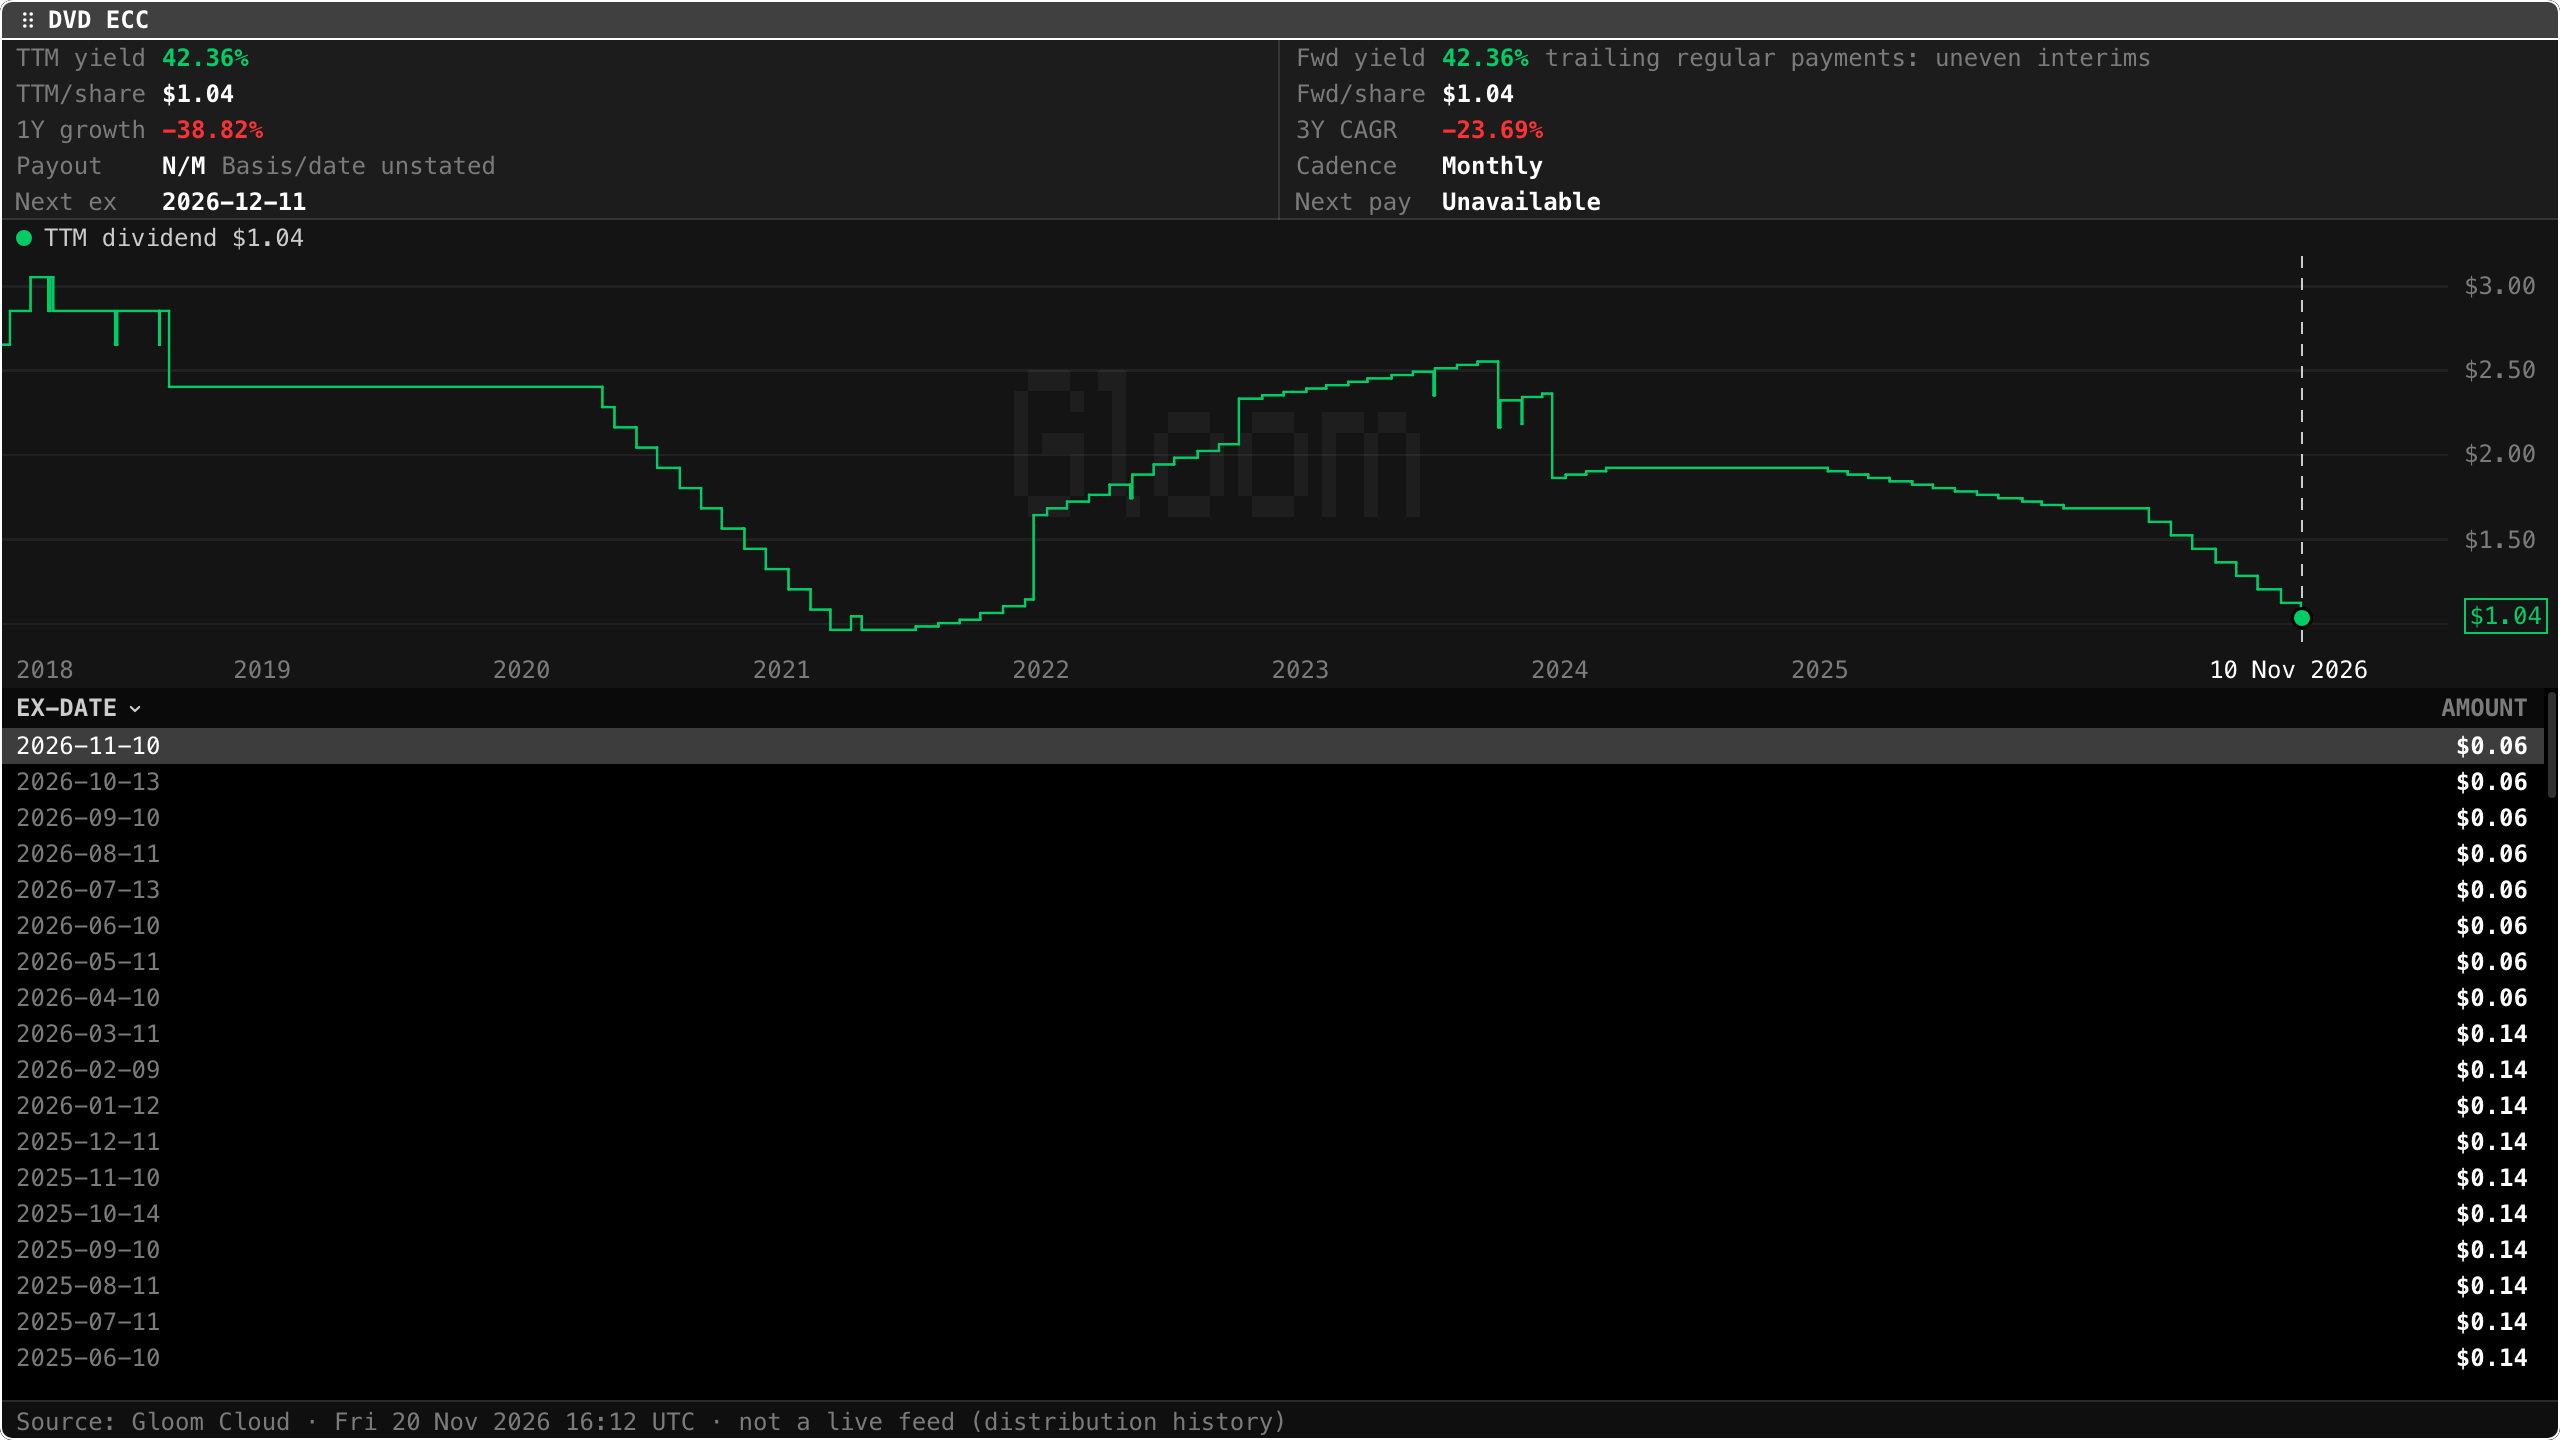 DVD ECC
TTM yield 42.36%
Fwd yield 42.36% trailing regular payments: uneven interims
TTM/share $1.04
Fwd/share $1.04
1Y growth −38.82%
3Y CAGR −23.69%
Payout N/M Basis/date unstated
Cadence Monthly
Next ex 2026−12−11
Next pay Unavailable
TTM dividend $1.04
$3.00
$2.50
$2.00
$1.50
$1.04
Gloom
2018 2019 2020 2021 2022 2023 2024 2025 10 Nov 2026
EX−DATE AMOUNT
2026−11−10 $0.06
2026−10−13 $0.06
2026−09−10 $0.06
2026−08−11 $0.06
2026−07−13 $0.06
2026−06−10 $0.06
2026−05−11 $0.06
2026−04−10 $0.06
2026−03−11 $0.14
2026−02−09 $0.14
2026−01−12 $0.14
2025−12−11 $0.14
2025−11−10 $0.14
2025−10−14 $0.14
2025−09−10 $0.14
2025−08−11 $0.14
2025−07−11 $0.14
2025−06−10 $0.14
Source: Gloom Cloud · Fri 20 Nov 2026 16:12 UTC · not a live feed (distribution history)